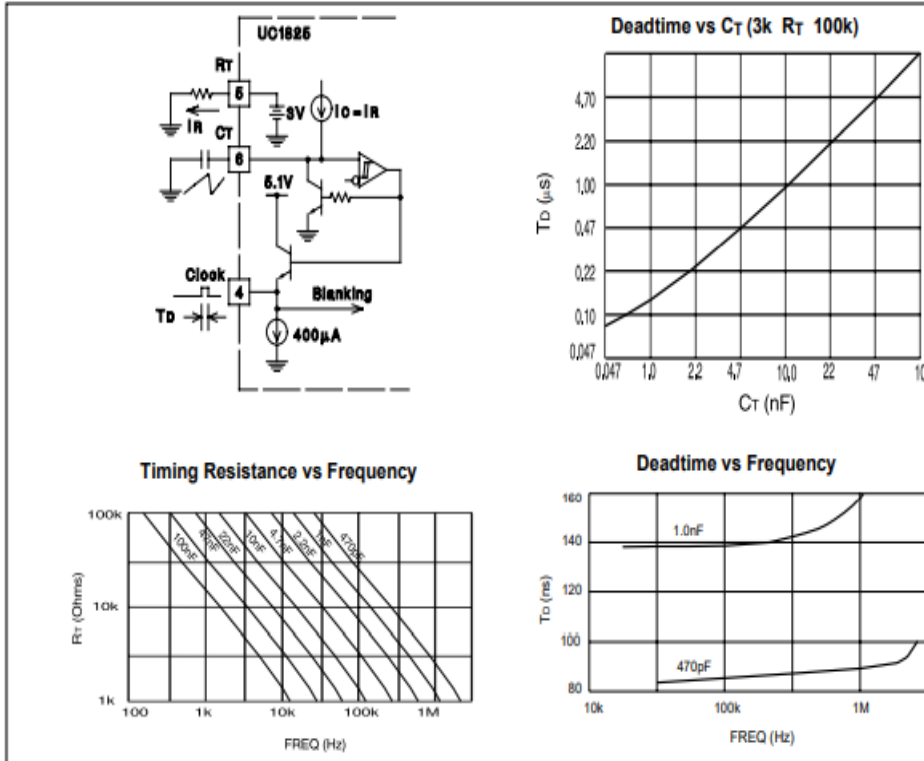 UC1825
RT
5
IR
3V
IC=IR
CT
6
5.1V
Clock
4
TD
Blanking
400µA
Deadtime vs CT (3k RT 100k)
TD (µs)
4.70
2.20
1.00
0.47
0.22
0.10
0.047
0.047 1.0 2.2 4.7 10.0 22 47 10
CT (nF)
Timing Resistance vs Frequency
RT (Ohms)
100k
10k
1k
100nF 47nF 22nF 10nF 4.7nF 2.2nF 1nF 470pF
100 1k 10k 100k 1M
FREQ (Hz)
Deadtime vs Frequency
TD (ns)
160
140
120
100
80
1.0nF
470pF
10k 100k 1M
FREQ (Hz)